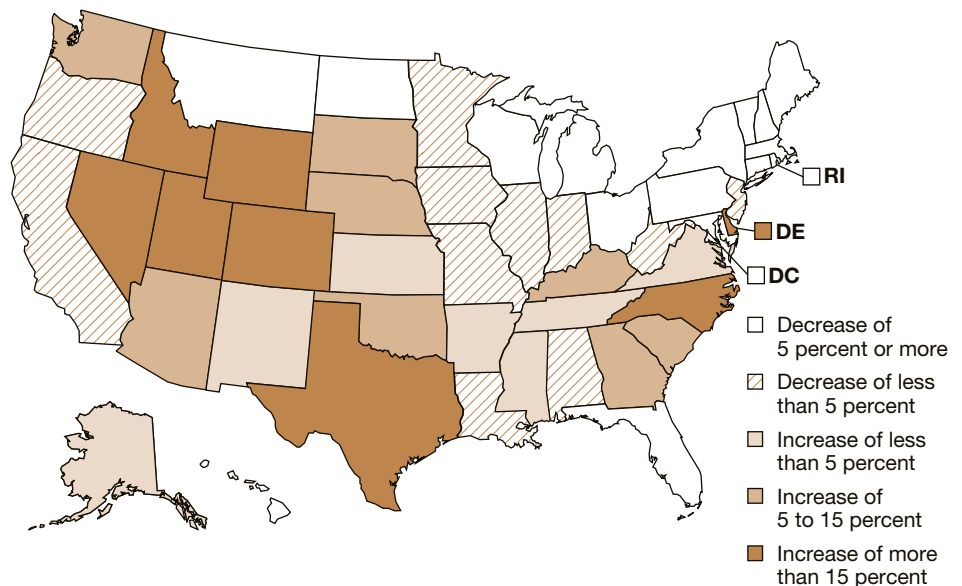 RI
DE
DC
Decrease of
5 percent or more
Decrease of less
than 5 percent
Increase of less
than 5 percent
Increase of
5 to 15 percent
Increase of more
than 15 percent